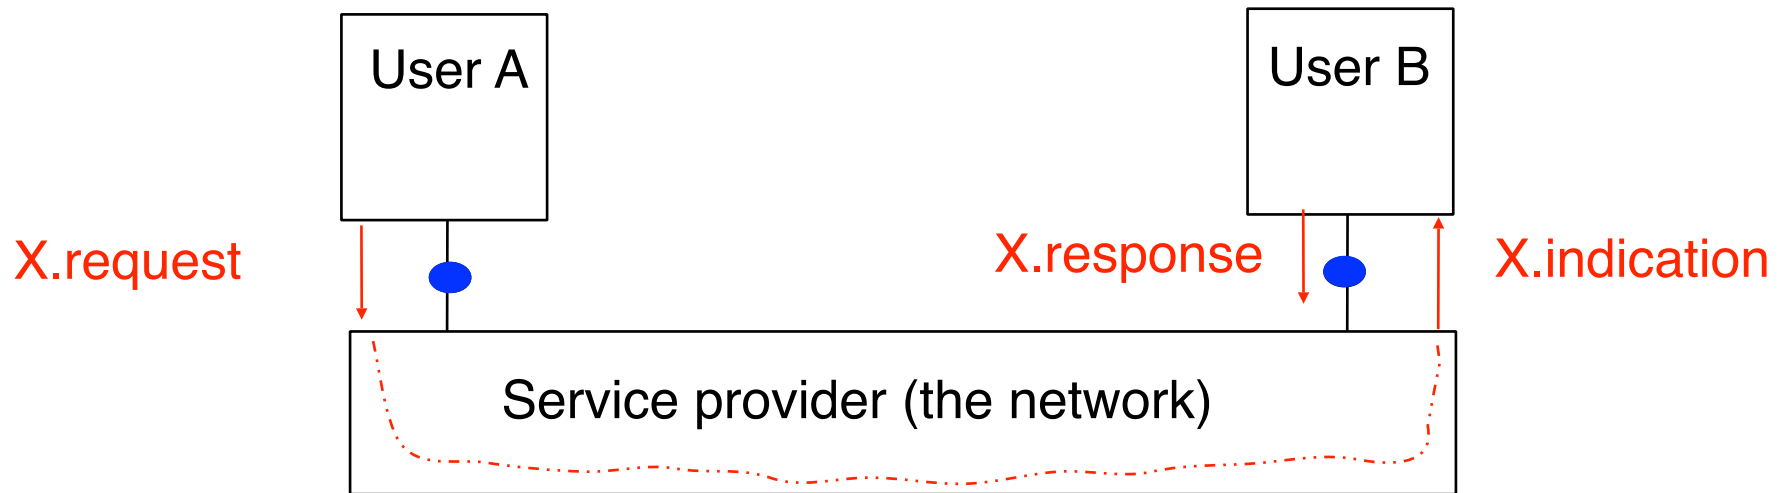 User A
User B
X.request
X.response
X.indication
Service provider (the network)